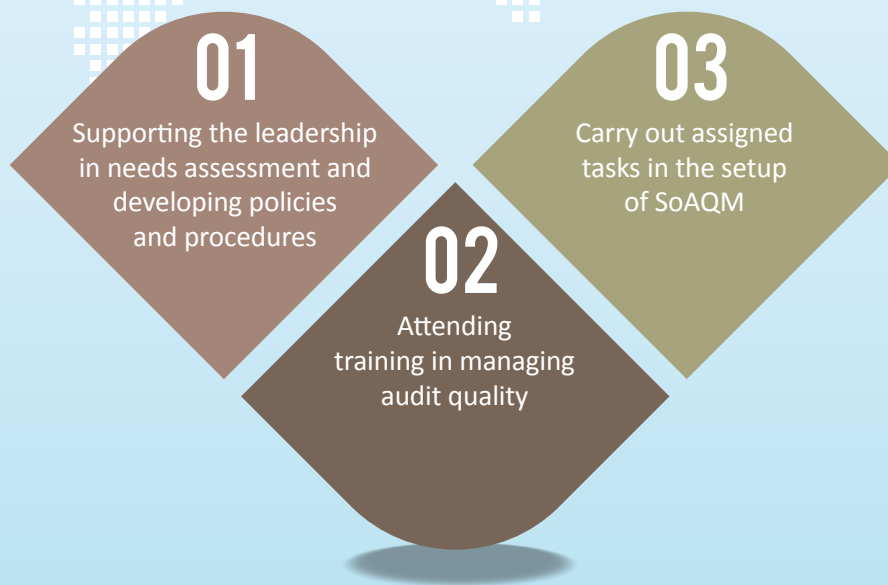 01
Supporting the leadership
in needs assessment and
developing policies
and procedures
02
Attending
training in managing
audit quality
03
Carry out assigned
tasks in the setup
of SoAQM